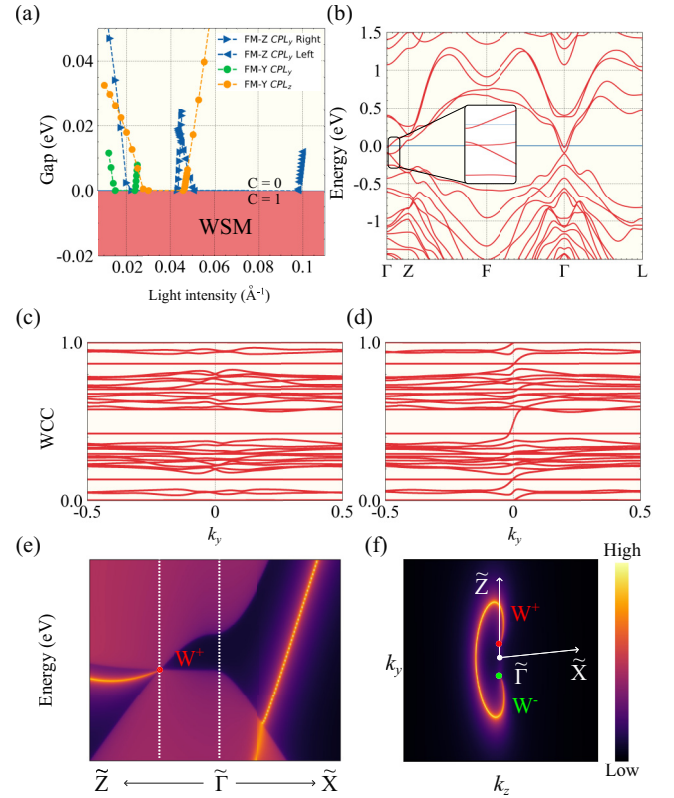 (a)
FM-Z CPLy Right
FM-Z CPLy Left
FM-Y CPLy
FM-Y CPLz
Gap (eV)
0.04
0.02
0.00
-0.02
C = 0
C = 1
WSM
0.02 0.04 0.06 0.08 0.1
Light intensity (Å-1)
(b)
Energy (eV)
1.5
1
0.5
0.0
-0.5
-1
Γ Z F Γ L
(c)
WCC
1.0
0.0
-0.5 0 0.5
ky
(d)
1.0
0.0
-0.5 0 0.5
ky
(e)
Energy (eV)
W+
Z̃ Γ̃ X̃
(f)
Z̃
W+
Γ̃
X̃
W-
ky
kz
High
Low